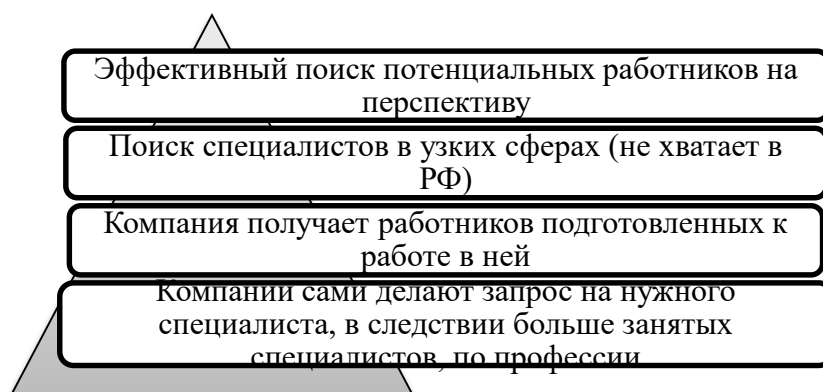 Эффективный поиск потенциальных работников на
перспективу
Поиск специалистов в узких сферах (не хватает в
РФ)
Компания получает работников подготовленных к
работе в ней
Компании сами делают запрос на нужного
специалиста, в следствии больше занятых
специалистов, по профессии